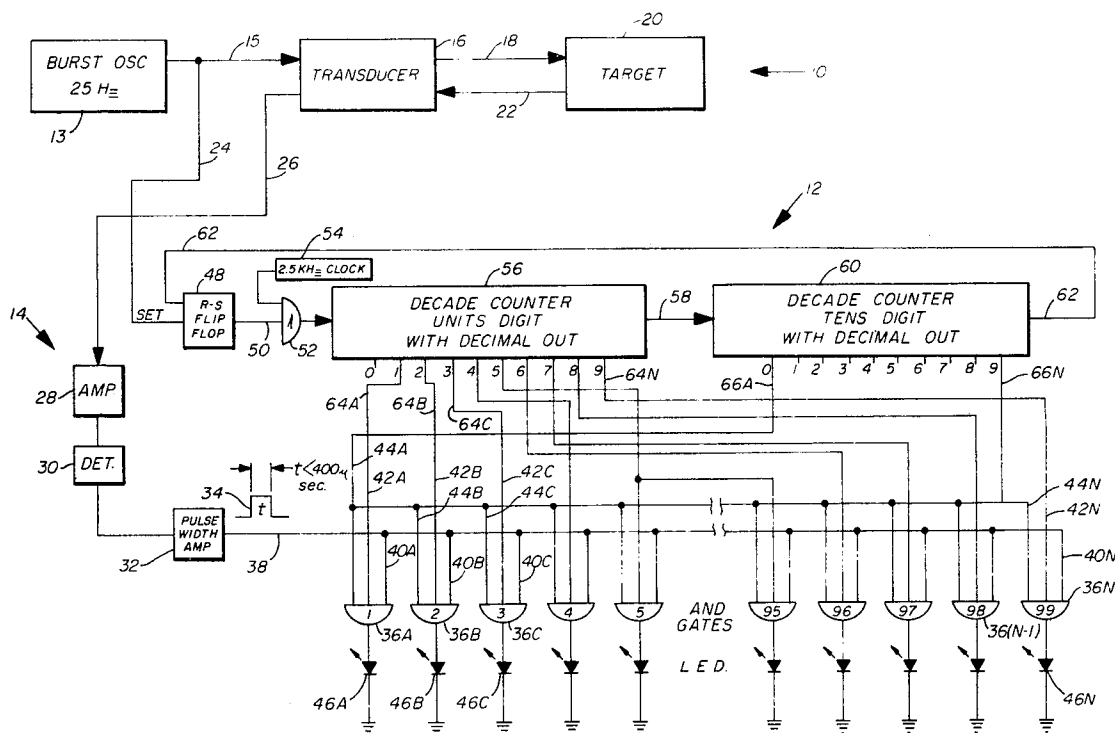 BURST OSC
25 Hz
13
15
TRANSDUCER
16
18
TARGET
20
22
10
24
26
12
62
54
2.5 KHz CLOCK
48
R-S
FLIP
FLOP
SET
50
52
56
DECADE COUNTER
UNITS DIGIT
WITH DECIMAL OUT
58
60
DECADE COUNTER
TENS DIGIT
WITH DECIMAL OUT
62
14
0 1 2 3 4 5 6 7 8 9
64N
0 1 2 3 4 5 6 7 8 9
66A
66N
64A
64B
64C
AMP
28
DET.
30
44A
t<400μ
sec.
34
t
42A
42B
44B
42C
44C
44N
42N
PULSE
WIDTH
AMP
32
38
40A
40B
40C
40N
36N
1 2 3 4 5
AND
GATES
95 96 97 98 99
36A
36B
36C
36(N-1)
L.E.D.
46A
46B
46C
46N